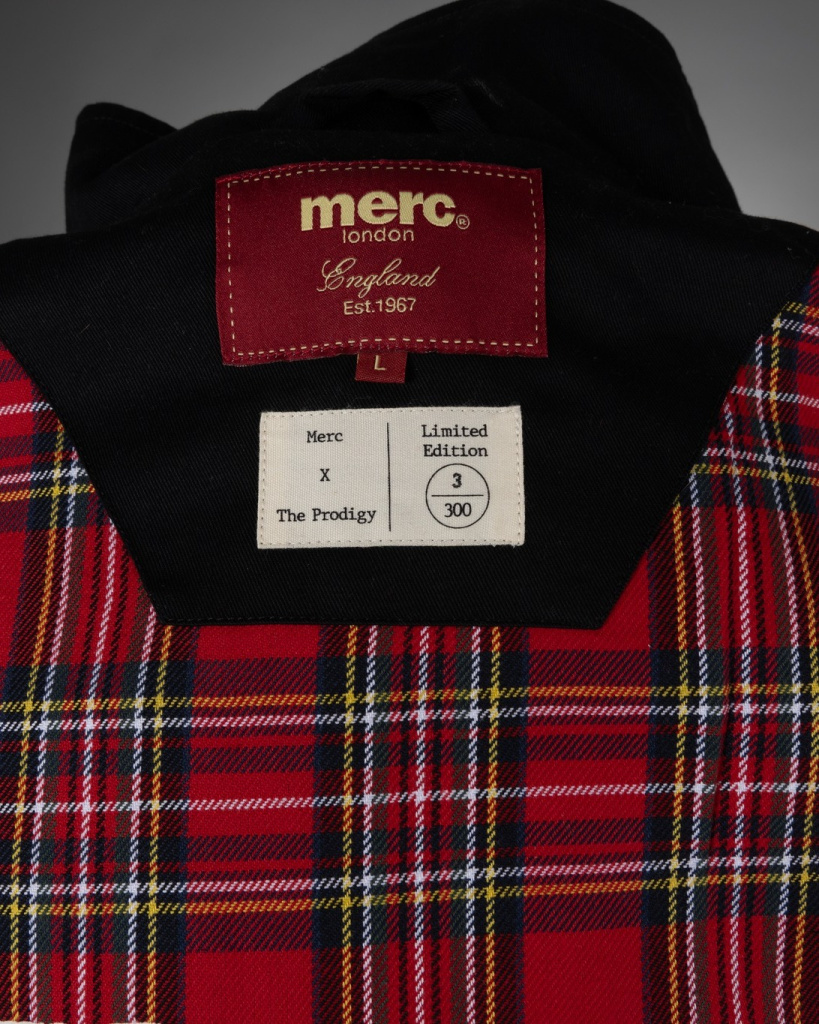 merc®
london
England
Est.1967
L
Merc
X
The Prodigy
Limited
Edition
3
300